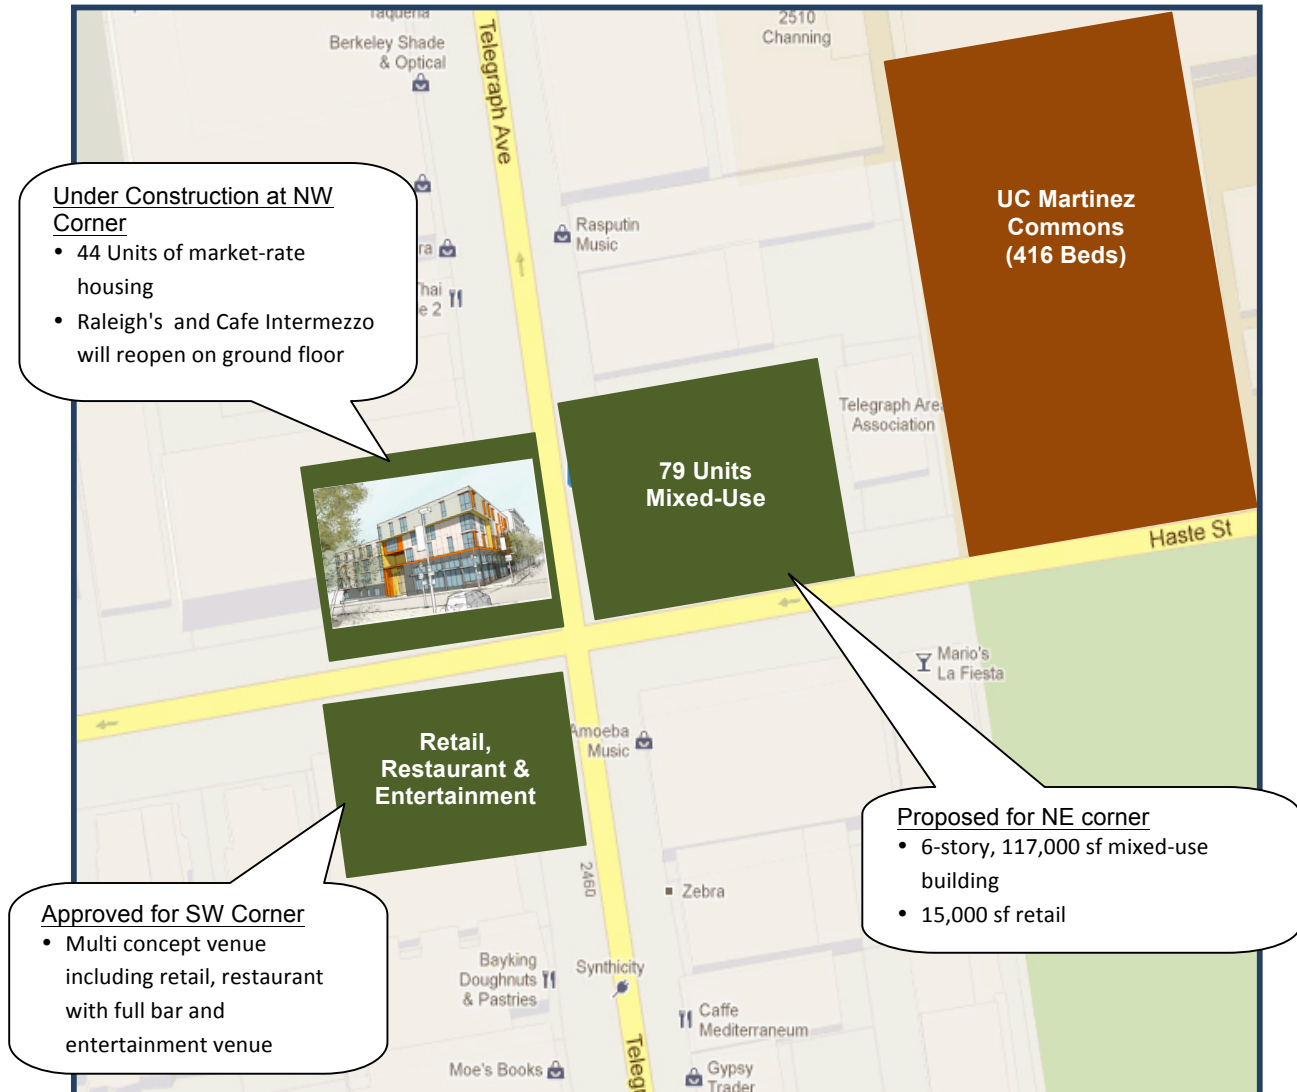 Taqueria
Berkeley Shade
& Optical
Telegraph Ave
2510
Channing
Under Construction at NW
Corner
• 44 Units of market-rate
housing
• Raleigh's and Cafe Intermezzo
will reopen on ground floor
ra
Thai
e 2
Rasputin
Music
UC Martinez
Commons
(416 Beds)
Telegraph Area
Association
79 Units
Mixed-Use
Haste St
Mario's
La Fiesta
Amoeba
Music
Retail,
Restaurant &
Entertainment
Proposed for NE corner
• 6-story, 117,000 sf mixed-use
building
• 15,000 sf retail
2460
Zebra
Approved for SW Corner
• Multi concept venue
including retail, restaurant
with full bar and
entertainment venue
Bayking
Doughnuts
& Pastries
Synthicity
Caffe
Mediterraneum
Moe's Books
Telegr
Gypsy
Trader